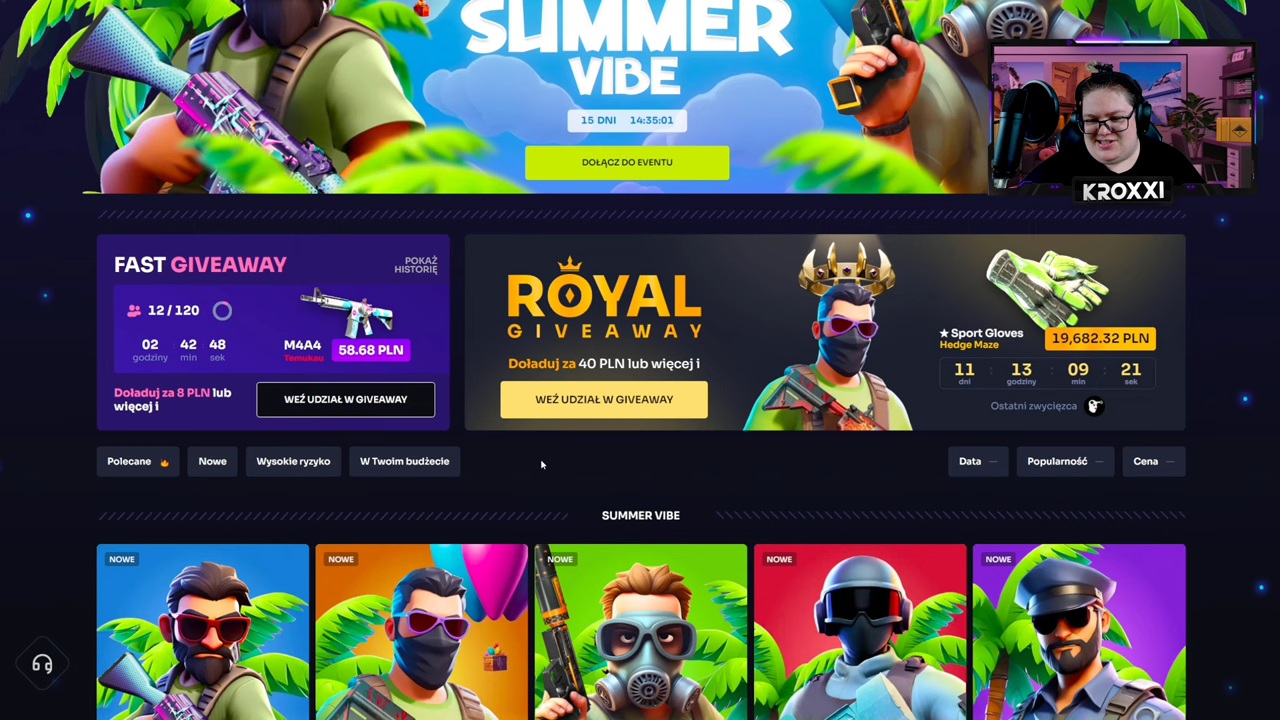 SUMMER
VIBE
15 DNI 14:35:01
DOŁĄCZ DO EVENTU
KROXXI
FAST GIVEAWAY
POKAŻ
HISTORIĘ
12 / 120
02 42 48
godziny min sek
M4A4
Temukau
58.68 PLN
Doładuj za 8 PLN lub
więcej i
WEŹ UDZIAŁ W GIVEAWAY
ROYAL
GIVEAWAY
Doładuj za 40 PLN lub więcej i
WEŹ UDZIAŁ W GIVEAWAY
★ Sport Gloves
Hedge Maze
19,682.32 PLN
11 : 13 : 09 : 21
dni godziny min sek
Ostatni zwycięzca
Polecane
Nowe
Wysokie ryzyko
W Twoim budżecie
Data —
Popularność —
Cena —
SUMMER VIBE
NOWE
NOWE
NOWE
NOWE
NOWE